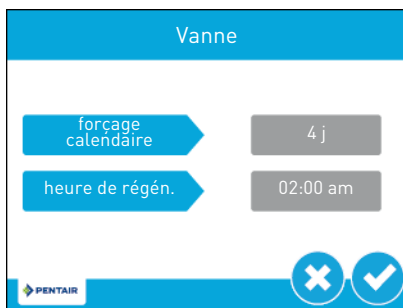 Vanne
forçage
calendaire
4 j
heure de régén.
02:00 am
PENTAIR